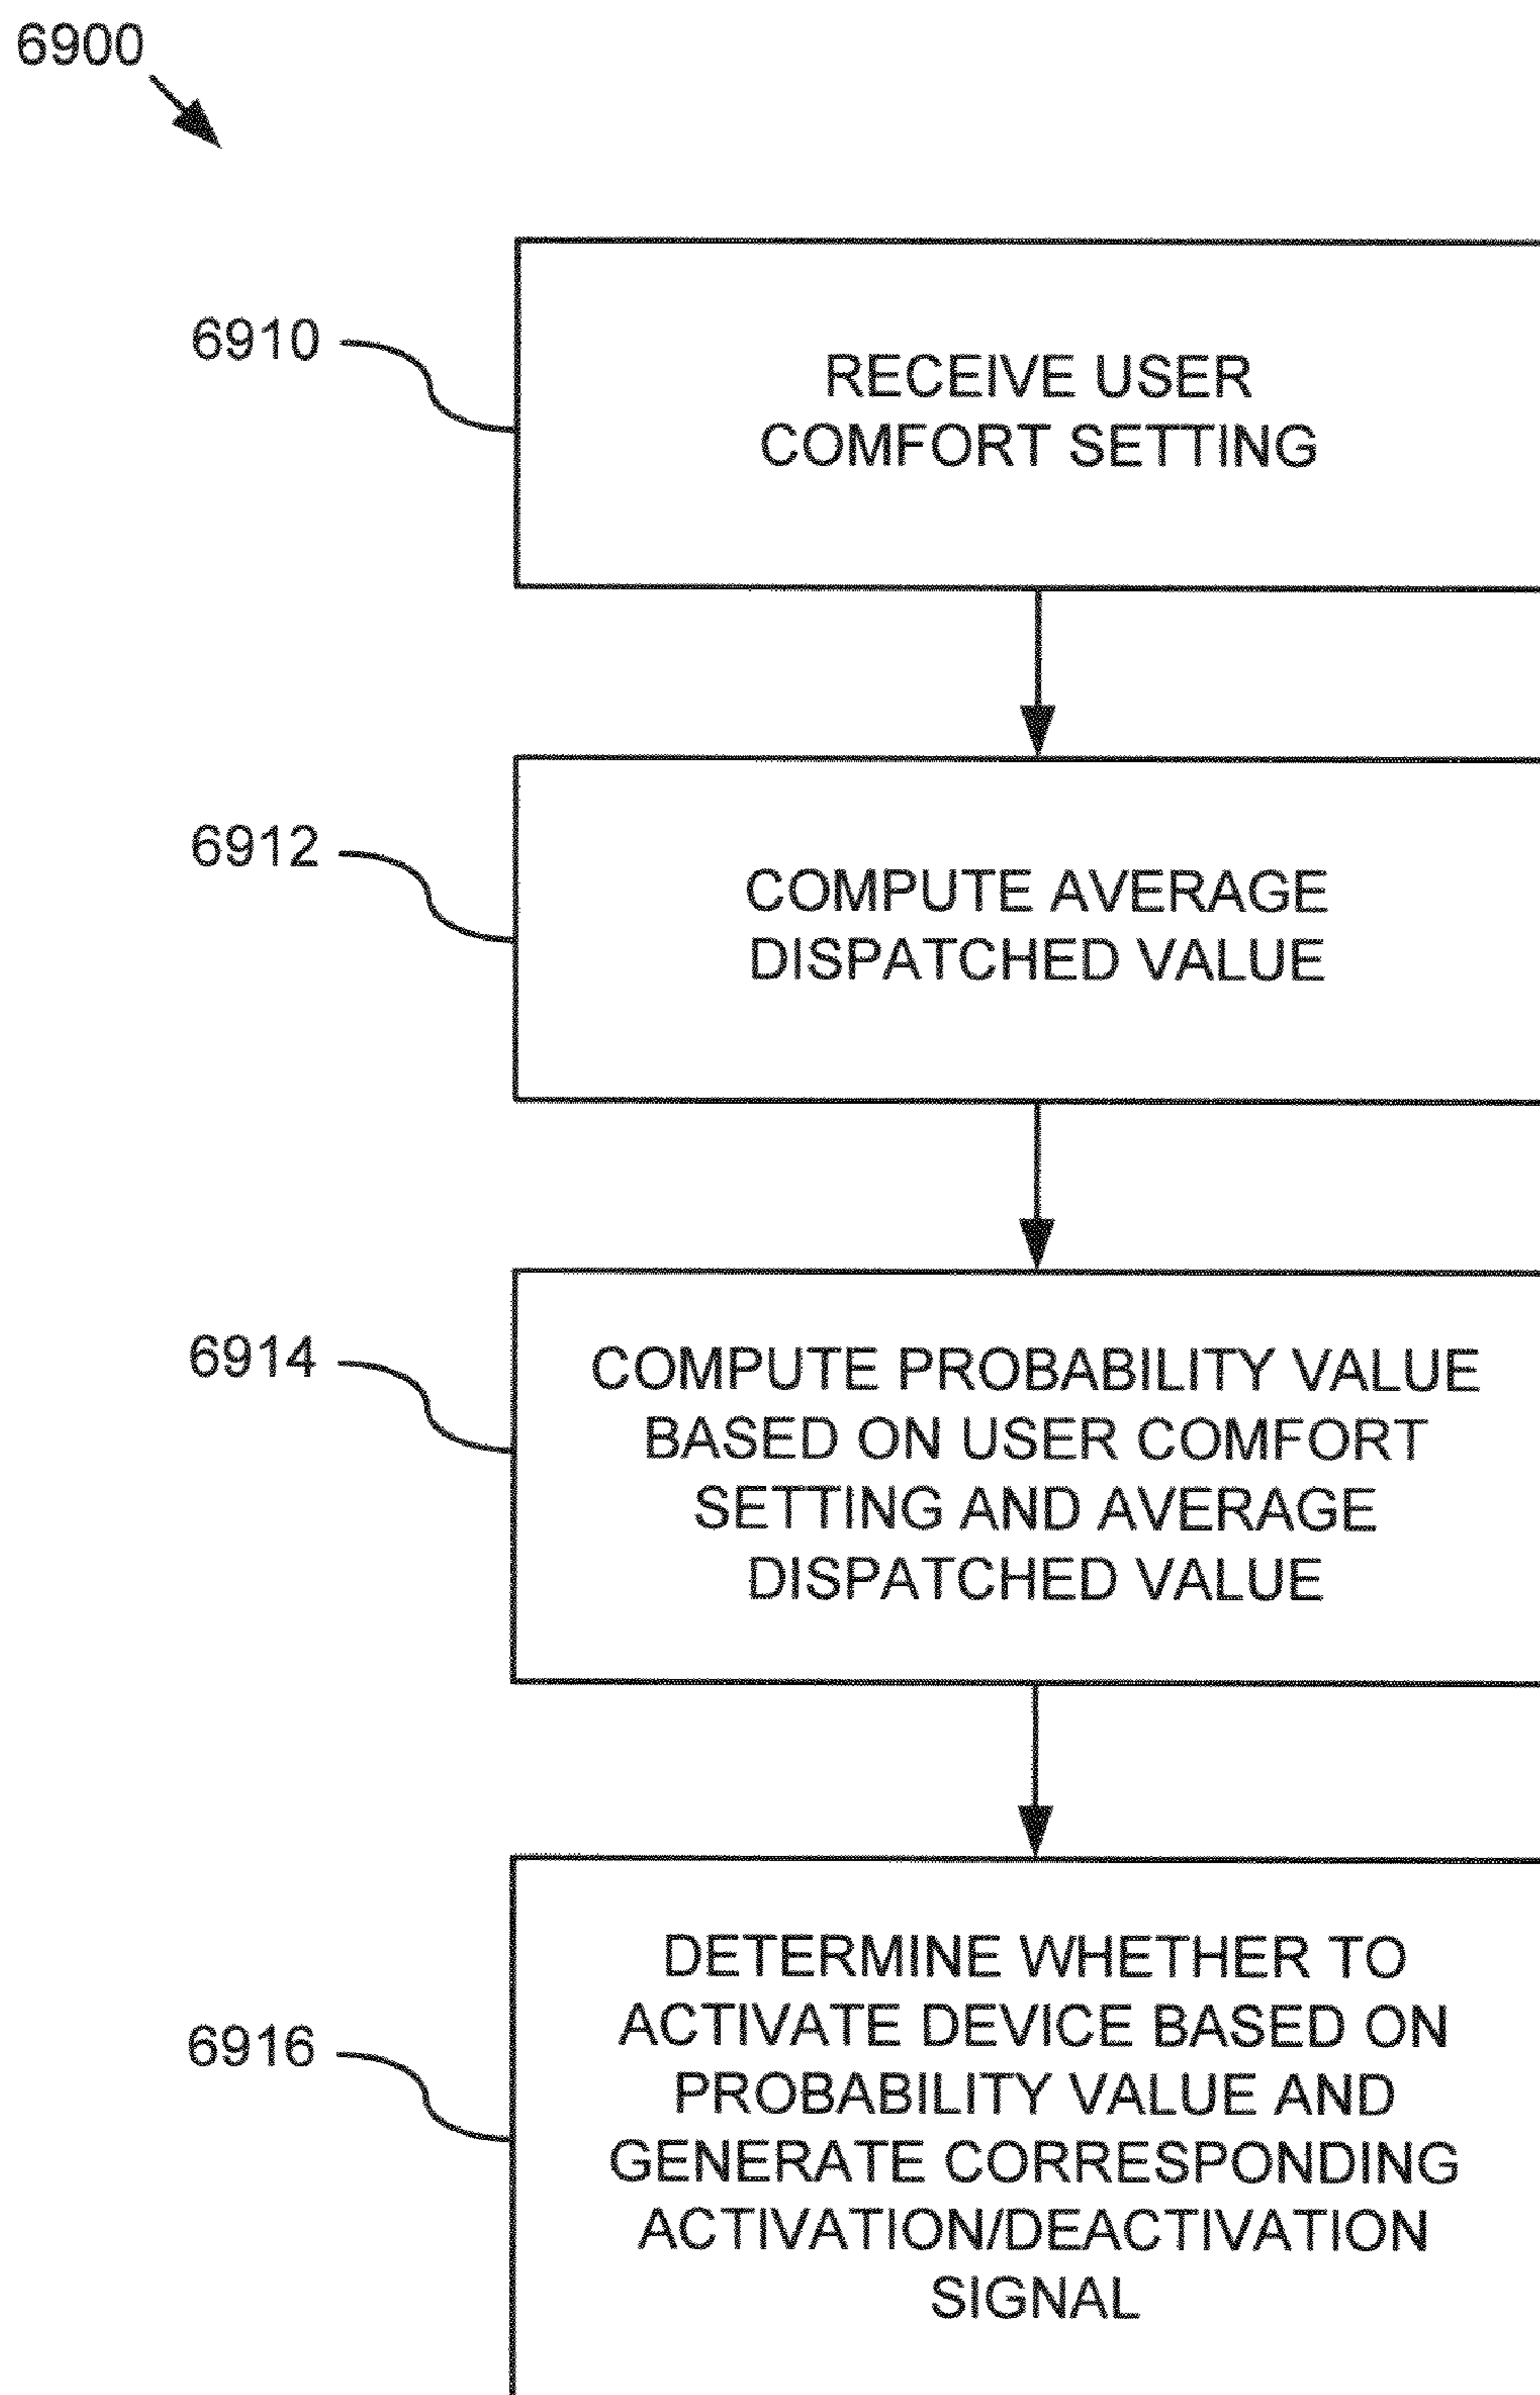 6900
6910
RECEIVE USER
COMFORT SETTING
6912
COMPUTE AVERAGE
DISPATCHED VALUE
6914
COMPUTE PROBABILITY VALUE
BASED ON USER COMFORT
SETTING AND AVERAGE
DISPATCHED VALUE
6916
DETERMINE WHETHER TO
ACTIVATE DEVICE BASED ON
PROBABILITY VALUE AND
GENERATE CORRESPONDING
ACTIVATION/DEACTIVATION
SIGNAL